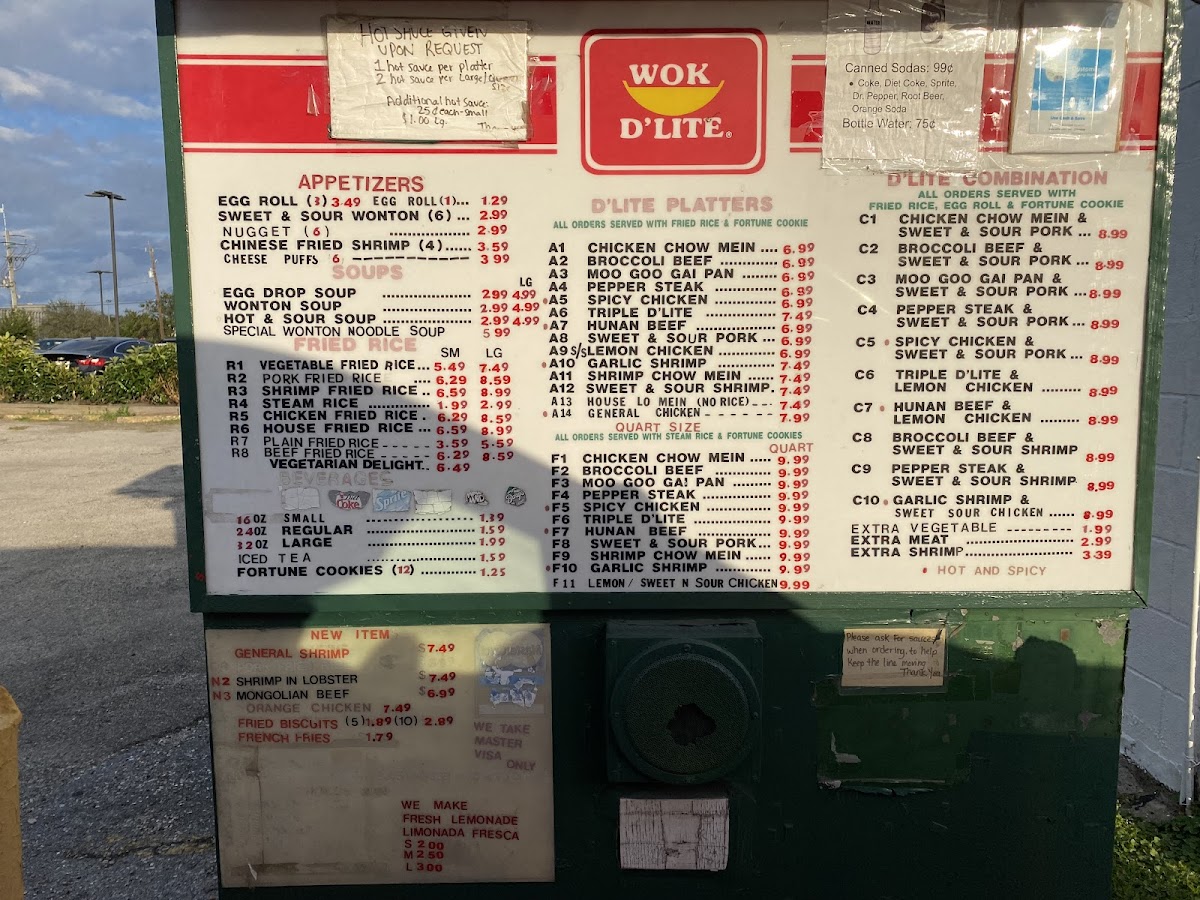 HOT SAUCE GIVEN
UPON REQUEST
1 hot sauce per platter
2 hot sauce per Large/
SIZE
Additional hot sauce:
25¢ each-small
$1.00 Lg.
WOK
D'LITE®
WATER
Canned Sodas: 99¢
• Coke, Diet Coke, Sprite,
Dr. Pepper, Root Beer,
Orange Soda
Bottle Water: 75¢
APPETIZERS
EGG ROLL (3) 3.49 EGG ROLL(1)... 1.29
SWEET & SOUR WONTON (6) ... 2.99
NUGGET (6) 2.99
CHINESE FRIED SHRIMP (4)..... 3.59
CHEESE PUFFS 6 3.99
SOUPS
LG
EGG DROP SOUP 2.99 4.99
WONTON SOUP 2.99 4.99
HOT & SOUR SOUP 2.99 4.99
SPECIAL WONTON NOODLE SOUP 5 99
FRIED RICE
SM LG
R1 VEGETABLE FRIED RICE... 5.49 7.49
R2 PORK FRIED RICE .... 6.29 8.59
R3 SHRIMP FRIED RICE .. 6.59 8.99
R4 STEAM RICE 1.99 2.99
R5 CHICKEN FRIED RICE . 6.29 8.59
R6 HOUSE FRIED RICE ... 6.59 8.99
R7 PLAIN FRIED RICE ----- 3.59 5.59
R8 BEEF FRIED RICE ----- 6.29 8.59
VEGETARIAN DELIGHT.. 6.49
BEVERAGES
Diet Coke Sprite
16 OZ SMALL 1.39
24OZ REGULAR 1.59
32 OZ LARGE 1.99
ICED TEA 1.59
FORTUNE COOKIES (12) 1.25
D'LITE PLATTERS
ALL ORDERS SERVED WITH FRIED RICE & FORTUNE COOKIE
A1 CHICKEN CHOW MEIN .... 6.99
A2 BROCCOLI BEEF 6.99
A3 MOO GOO GAI PAN 6.99
A4 PEPPER STEAK 6.99
• A5 SPICY CHICKEN 6.99
A6 TRIPLE D'LITE 7.49
• A7 HUNAN BEEF 6.99
A8 SWEET & SOUR PORK ... 6.99
A9 S/S LEMON CHICKEN 6.99
• A10 GARLIC SHRIMP 7.49
A11 SHRIMP CHOW MEIN ..... 7.49
A12 SWEET & SOUR SHRIMP. 7.49
A13 HOUSE LO MEIN (NO RICE) --- 7.49
• A14 GENERAL CHICKEN ------ 7.99
QUART SIZE
ALL ORDERS SERVED WITH STEAM RICE & FORTUNE COOKIES
QUART
F1 CHICKEN CHOW MEIN ..... 9.99
F2 BROCCOLI BEEF 9.99
F3 MOO GOO GA! PAN 9.99
F4 PEPPER STEAK 9.99
• F5 SPICY CHICKEN 9.99
F6 TRIPLE D'LITE 9.99
• F7 HUNAN BEEF 9.99
F8 SWEET & SOUR PORK... 9.99
F9 SHRIMP CHOW MEIN ..... 9.99
• F10 GARLIC SHRIMP 9.99
F 11 LEMON/ SWEET N SOUR CHICKEN 9.99
D'LITE COMBINATION
ALL ORDERS SERVED WITH
FRIED RICE, EGG ROLL & FORTUNE COOKIE
C1 CHICKEN CHOW MEIN &
SWEET & SOUR PORK ... 8.99
C2 BROCCOLI BEEF &
SWEET & SOUR PORK ... 8.99
C3 MOO GOO GAI PAN &
SWEET & SOUR PORK ... 8.99
C4 PEPPER STEAK &
SWEET & SOUR PORK ... 8.99
C5 • SPICY CHICKEN &
SWEET & SOUR PORK ... 8.99
C6 TRIPLE D'LITE &
LEMON CHICKEN ......... 8.99
C7 • HUNAN BEEF &
LEMON CHICKEN ......... 8.99
C8 BROCCOLI BEEF &
SWEET & SOUR SHRIMP 8.99
C9 PEPPER STEAK &
SWEET & SOUR SHRIMP 8.99
C10 • GARLIC SHRIMP &
SWEET SOUR CHICKEN ..... 8.99
EXTRA VEGETABLE -------- 1.99
EXTRA MEAT 2.99
EXTRA SHRIMP 3.39
• HOT AND SPICY
NEW ITEM
GENERAL SHRIMP $7.49
N2 SHRIMP IN LOBSTER $7.49
N3 MONGOLIAN BEEF $6.99
ORANGE CHICKEN 7.49
FRIED BISCUITS (5)1.89 (10) 2.89
FRENCH FRIES 1.79
WE TAKE
MASTER
VISA ONLY
WE MAKE
FRESH LEMONADE
LIMONADA FRESCA
S 2.00
M 2.50
L 3.00
Please ask for sauces
when ordering, to help
keep the line moving
Thank You